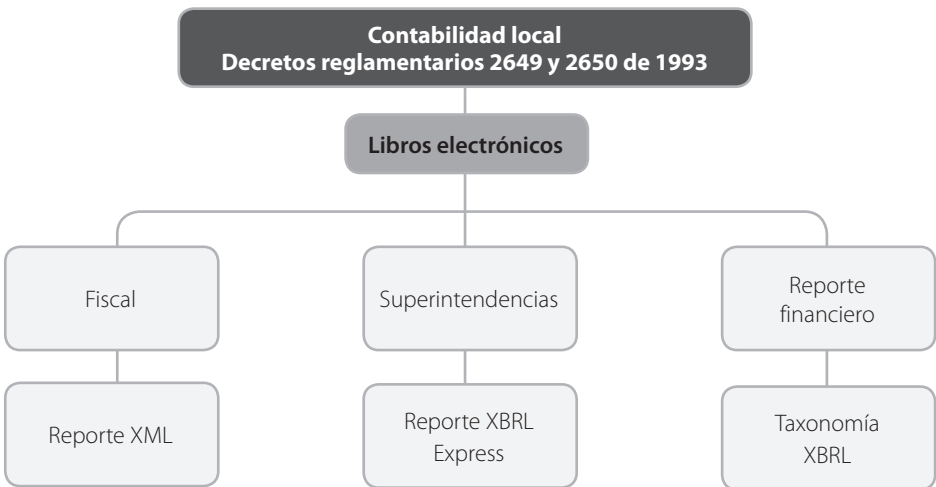 Contabilidad local
Decretos reglamentarios 2649 y 2650 de 1993
Libros electrónicos
Fiscal
Superintendencias
Reporte
financiero
Reporte XML
Reporte XBRL
Express
Taxonomía
XBRL